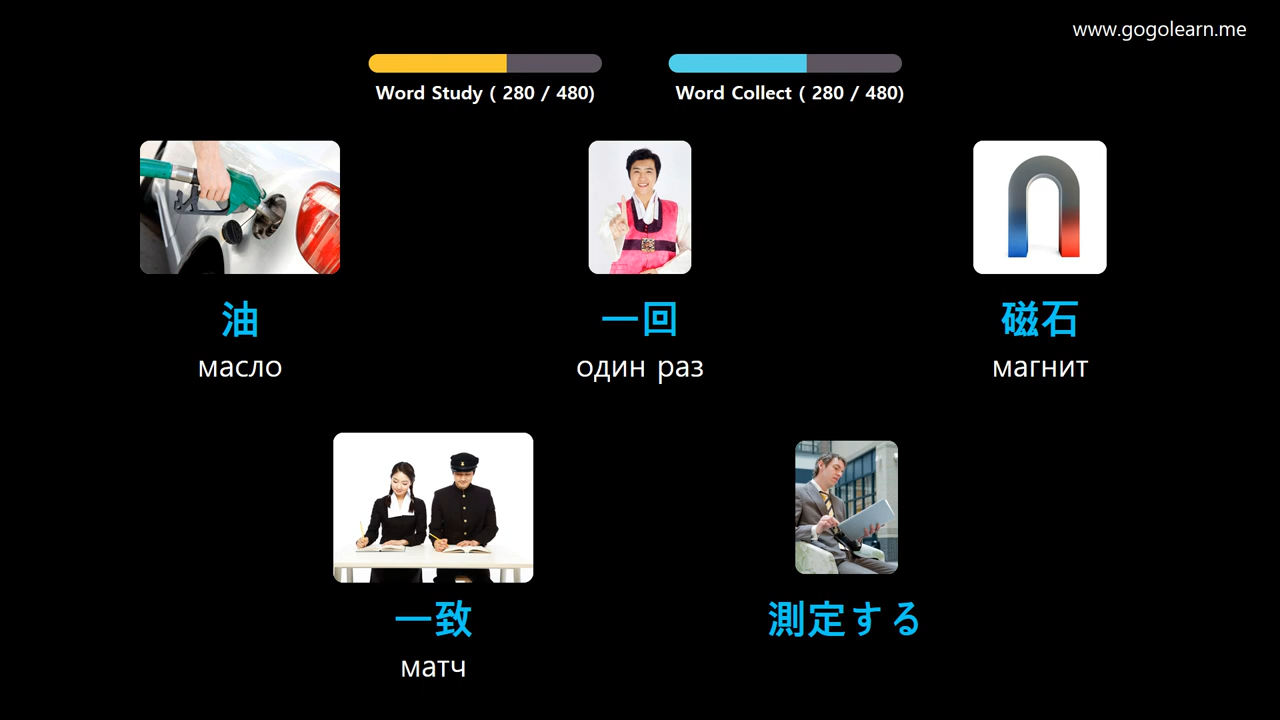 www.gogolearn.me
Word Study ( 280 / 480)
Word Collect ( 280 / 480)
油
масло
一回
один раз
磁石
магнит
一致
матч
測定する